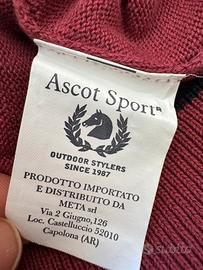 Ascot Sport®
OUTDOOR STYLERS
SINCE 1987
PRODOTTO IMPORTATO
E DISTRIBUITO DA
META srl
Via 2 Giugno,126
Loc. Castelluccio 52010
Capolona (AR)
subito